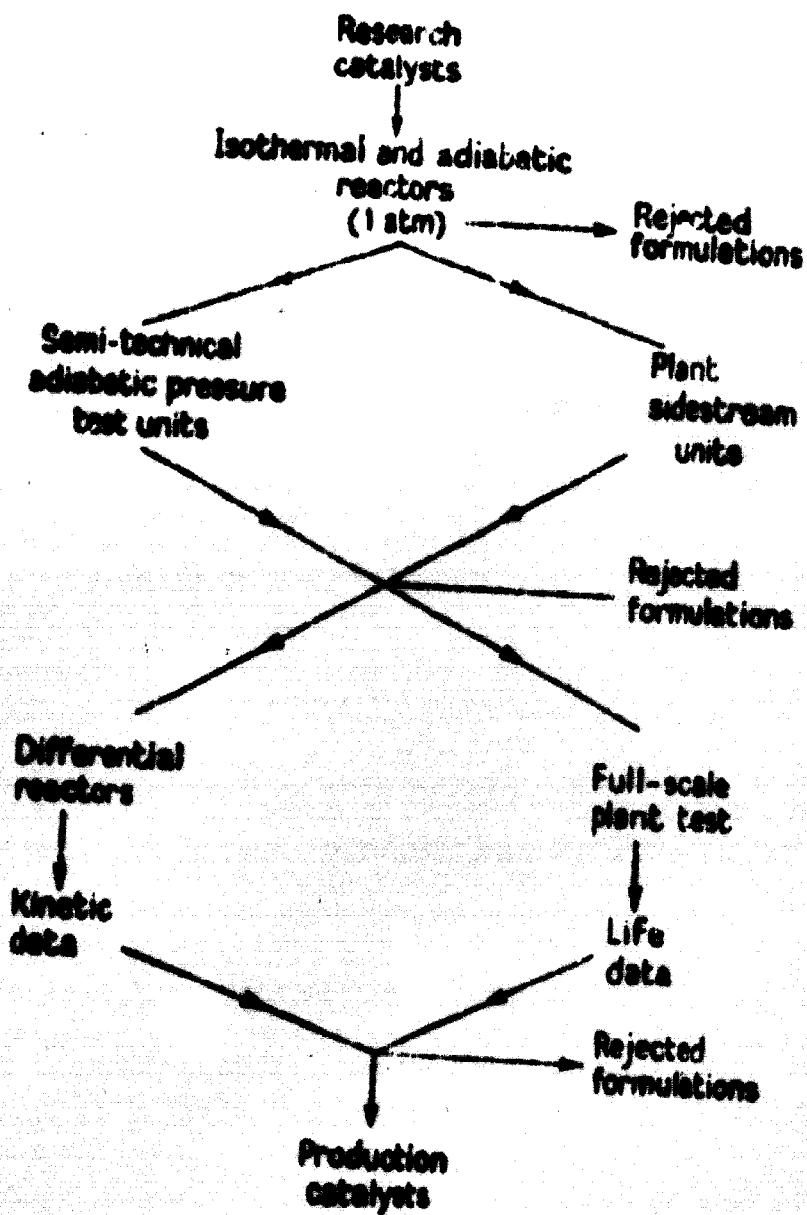 Research
catalysts
Isothermal and adiabatic
reactors
(1 atm)
Rejected
formulations
Semi-technical
adiabatic pressure
test units
Plant
sidestream
units
Rejected
formulations
Differential
reactors
Full-scale
plant test
Kinetic
data
Life
data
Rejected
formulations
Production
catalysts